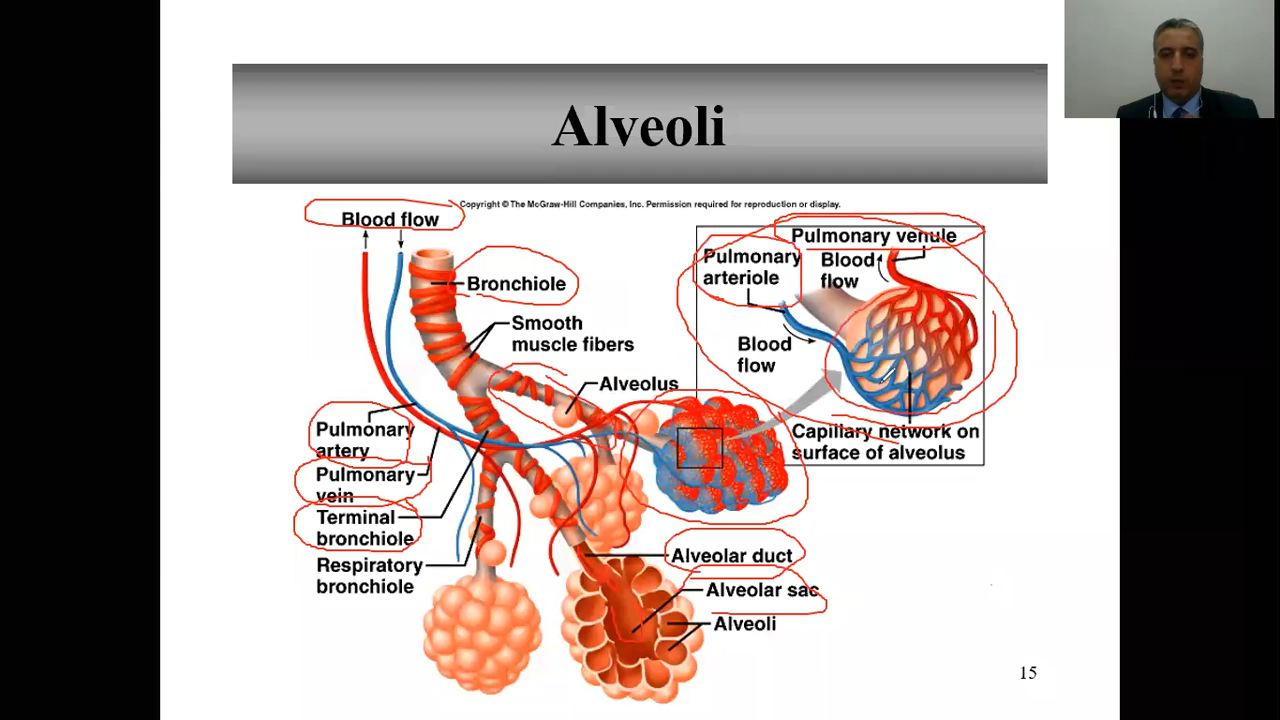 Alveoli
Copyright © The McGraw-Hill Companies, Inc. Permission required for reproduction or display.
Blood flow
Bronchiole
Smooth
muscle fibers
Alveolus
Pulmonary
artery
Pulmonary
vein
Terminal
bronchiole
Respiratory
bronchiole
Pulmonary venule
Pulmonary
arteriole
Blood
flow
Blood
flow
Capillary network on
surface of alveolus
Alveolar duct
Alveolar sac
Alveoli
15